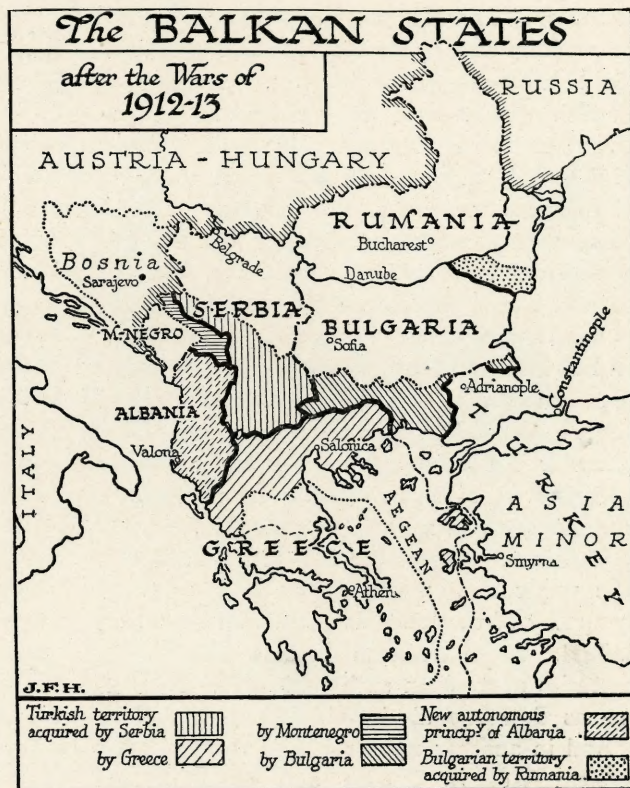 The BALKAN STATES
after the Wars of
1912-13
RUSSIA
AUSTRIA - HUNGARY
RUMANIA
Bucharest
Belgrade
Bosnia
Sarajevo
Danube
SERBIA
M-NEGRO
BULGARIA
Sofia
Constantinople
Adrianople
ALBANIA
Valona
Salonica
ITALY
TURKEY
AEGEAN
ASIA
MINOR
GREECE
Smyrna
Athens
J.F.H.
Turkish territory
acquired by Serbia
by Greece
by Montenegro
by Bulgaria
New autonomous
principy of Albania
Bulgarian territory
acquired by Rumania